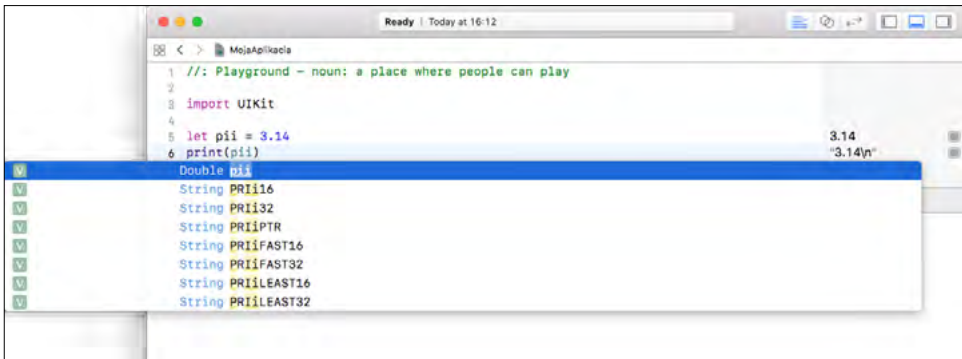 Ready | Today at 16:12
MojaAplikacia
1 //: Playground – noun: a place where people can play
2
3 import UIKit
4
5 let pii = 3.14 3.14
6 print(pii) "3.14\n"
V Double pii
V String PRIi16
V String PRIi32
V String PRIiPTR
V String PRIiFAST16
V String PRIiFAST32
V String PRIiLEAST16
V String PRIiLEAST32